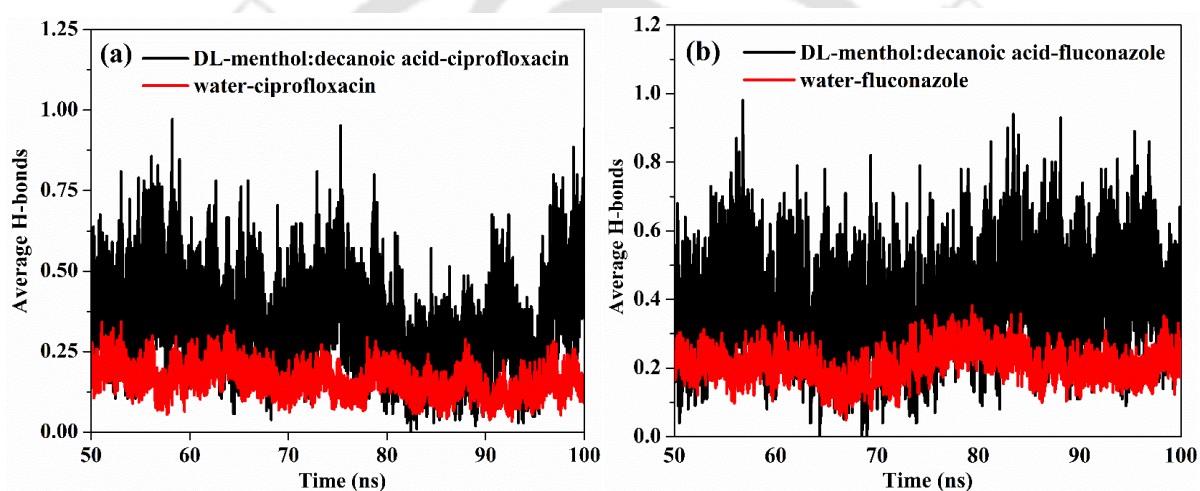 (a)
DL-menthol:decanoic acid-ciprofloxacin
water-ciprofloxacin
Average H-bonds
1.25
1.00
0.75
0.50
0.25
0.00
50 60 70 80 90 100
Time (ns)
(b)
DL-menthol:decanoic acid-fluconazole
water-fluconazole
Average H-bonds
1.2
1.0
0.8
0.6
0.4
0.2
0.0
50 60 70 80 90 100
Time (ns)